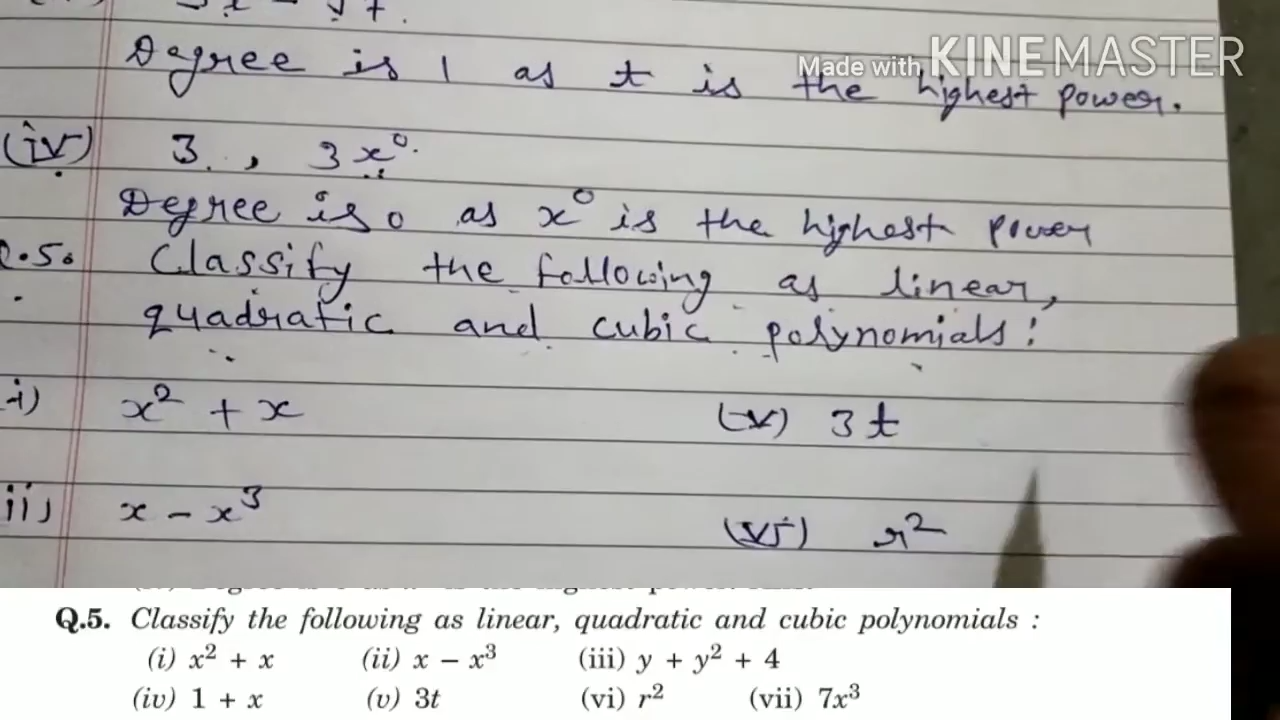 Made with KINEMASTER
Degree is 1 as t is the highest power.
(iv) 3 , 3x⁰.
Degree is 0 as x⁰ is the highest power
Q.5. Classify the following as linear,
quadratic and cubic polynomials :
i) x² + x (v) 3t
ii) x – x³ (vi) r²
Q.5. Classify the following as linear, quadratic and cubic polynomials :
(i) x² + x (ii) x – x³ (iii) y + y² + 4
(iv) 1 + x (v) 3t (vi) r² (vii) 7x³